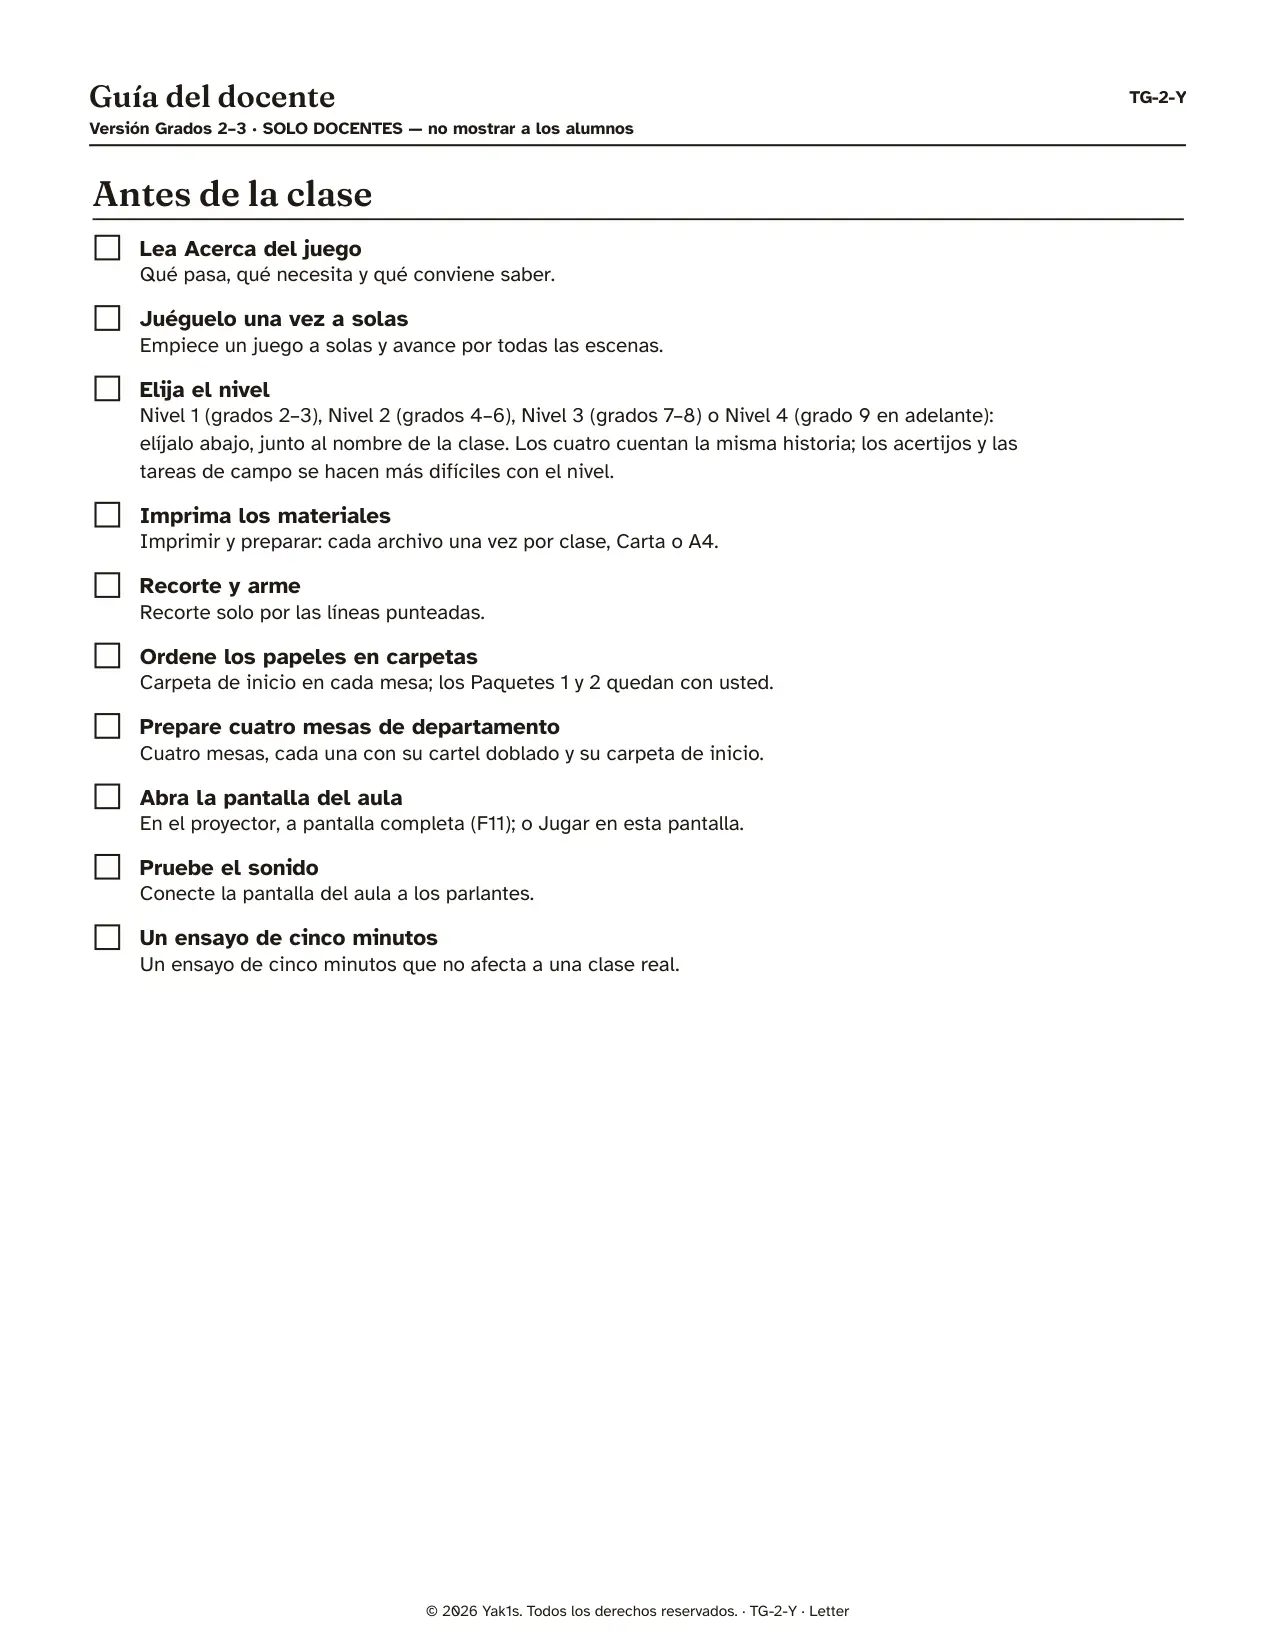 Guía del docente
TG-2-Y
Versión Grados 2–3 · SOLO DOCENTES — no mostrar a los alumnos
Antes de la clase
Lea Acerca del juego
Qué pasa, qué necesita y qué conviene saber.
Juéguelo una vez a solas
Empiece un juego a solas y avance por todas las escenas.
Elija el nivel
Nivel 1 (grados 2–3), Nivel 2 (grados 4–6), Nivel 3 (grados 7–8) o Nivel 4 (grado 9 en adelante):
elíjalo abajo, junto al nombre de la clase. Los cuatro cuentan la misma historia; los acertijos y las
tareas de campo se hacen más difíciles con el nivel.
Imprima los materiales
Imprimir y preparar: cada archivo una vez por clase, Carta o A4.
Recorte y arme
Recorte solo por las líneas punteadas.
Ordene los papeles en carpetas
Carpeta de inicio en cada mesa; los Paquetes 1 y 2 quedan con usted.
Prepare cuatro mesas de departamento
Cuatro mesas, cada una con su cartel doblado y su carpeta de inicio.
Abra la pantalla del aula
En el proyector, a pantalla completa (F11); o Jugar en esta pantalla.
Pruebe el sonido
Conecte la pantalla del aula a los parlantes.
Un ensayo de cinco minutos
Un ensayo de cinco minutos que no afecta a una clase real.
© 2026 Yak1s. Todos los derechos reservados. · TG-2-Y · Letter